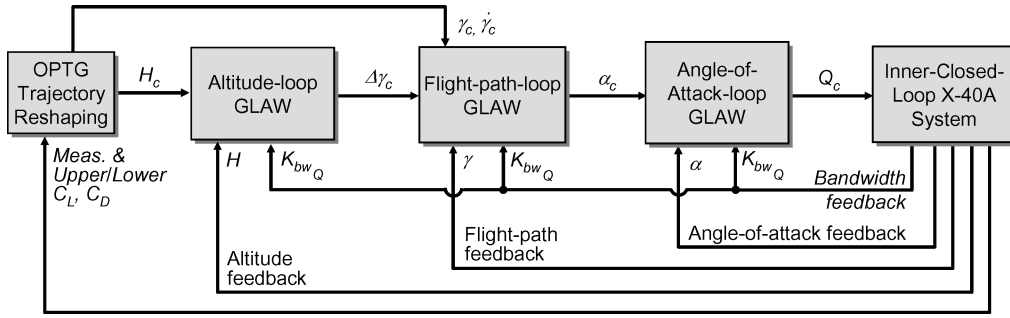 γc, γ̇c
OPTG
Trajectory
Reshaping
Hc
Altitude-loop
GLAW
Δγc
Flight-path-loop
GLAW
αc
Angle-of-
Attack-loop
GLAW
Qc
Inner-Closed-
Loop X-40A
System
Meas. &
Upper/Lower
CL, CD
H
KbwQ
γ
KbwQ
α
KbwQ
Bandwidth
feedback
Altitude
feedback
Flight-path
feedback
Angle-of-attack feedback